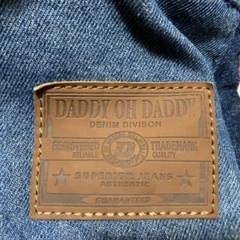 DADDY OH DADDY
DENIM DIVISON
REGISTERED TRADEMARK
RELIABLE QUALITY
SUPERIOR JEANS
AUTHENTIC
GUARANTEED